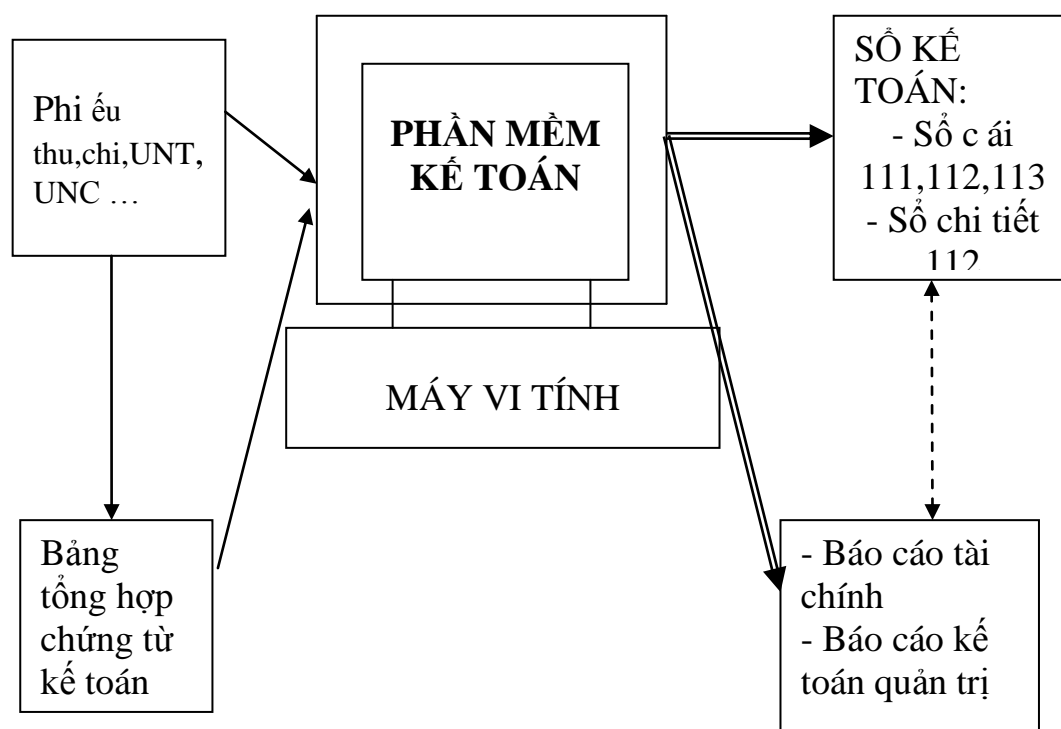 Phi ếu
thu,chi,UNT,
UNC …
PHẦN MỀM
KẾ TOÁN
SỔ KẾ
TOÁN:
- Sổ c ái
111,112,113
- Sổ chi tiết
112
MÁY VI TÍNH
Bảng
tổng hợp
chứng từ
kế toán
- Báo cáo tài
chính
- Báo cáo kế
toán quản trị